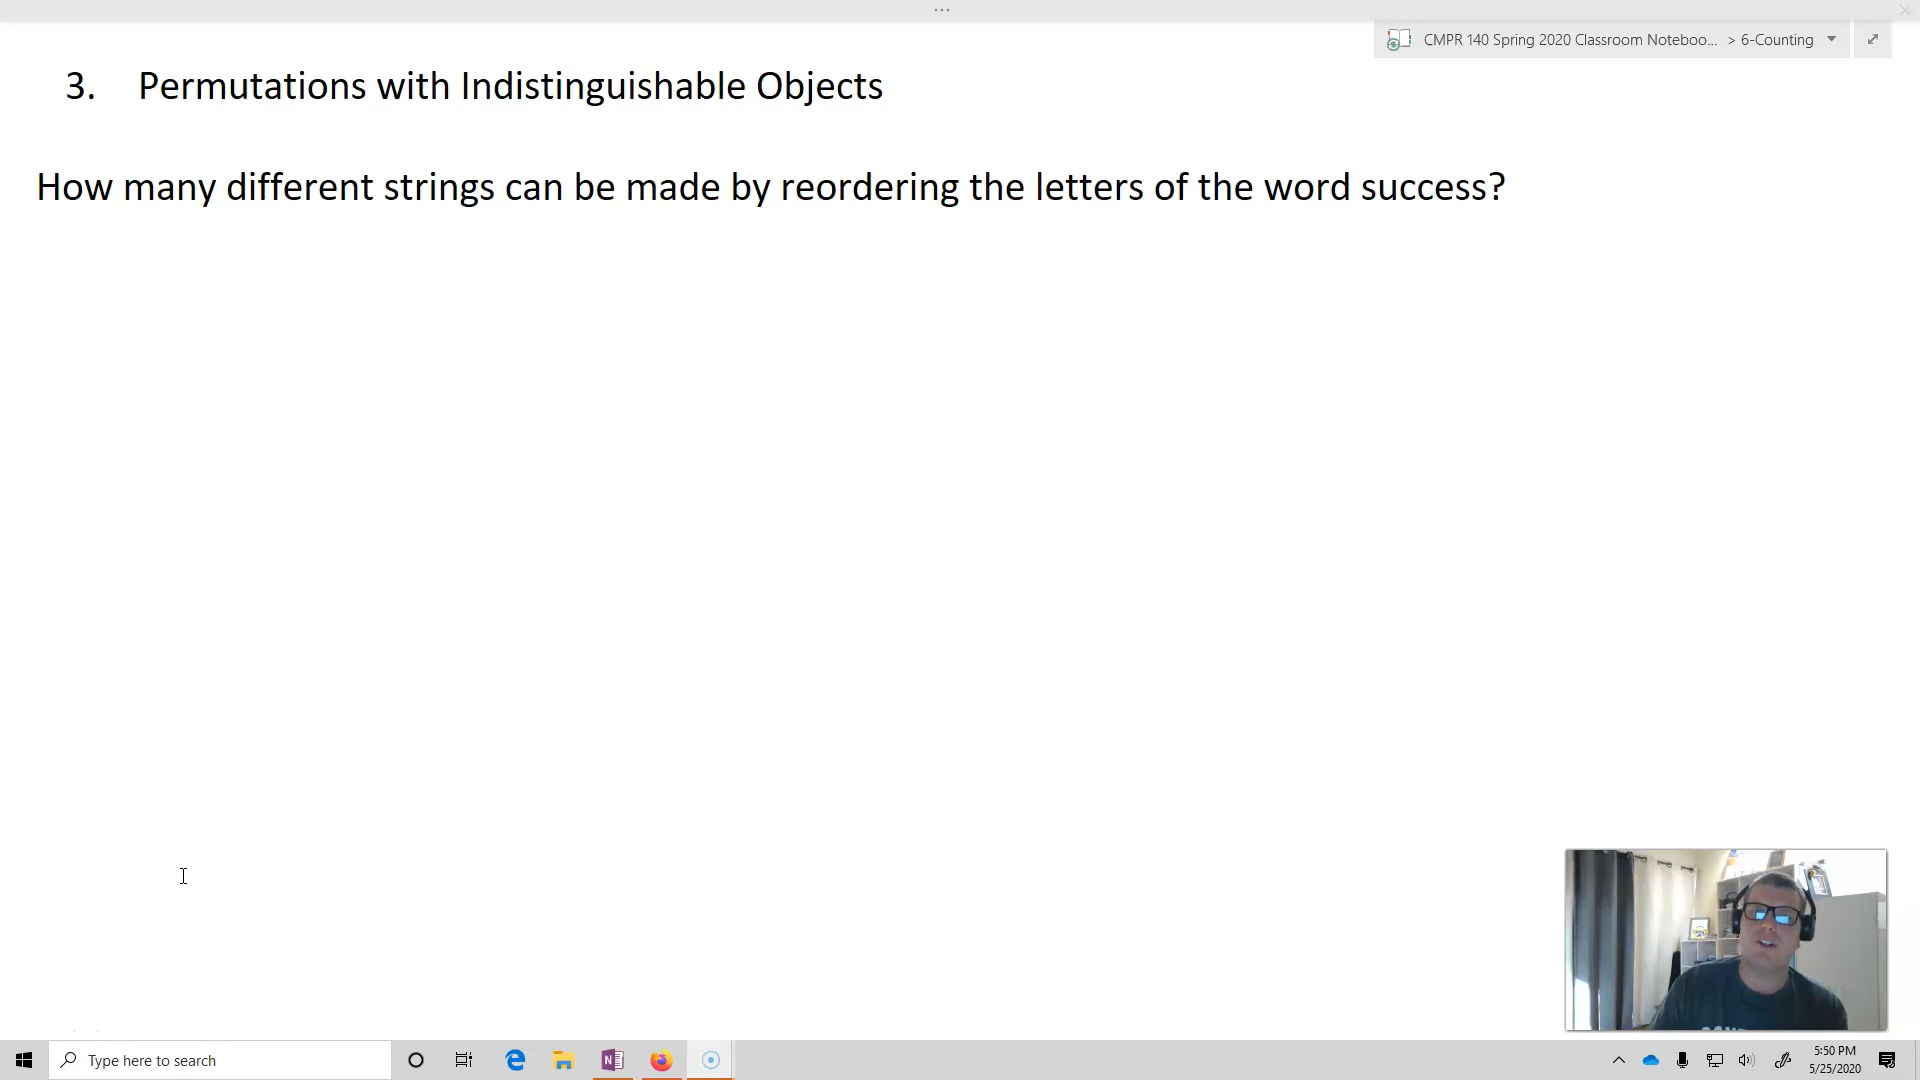 ...
CMPR 140 Spring 2020 Classroom Noteboo... > 6-Counting
3. Permutations with Indistinguishable Objects
How many different strings can be made by reordering the letters of the word success?
Type here to search
5:50 PM
5/25/2020